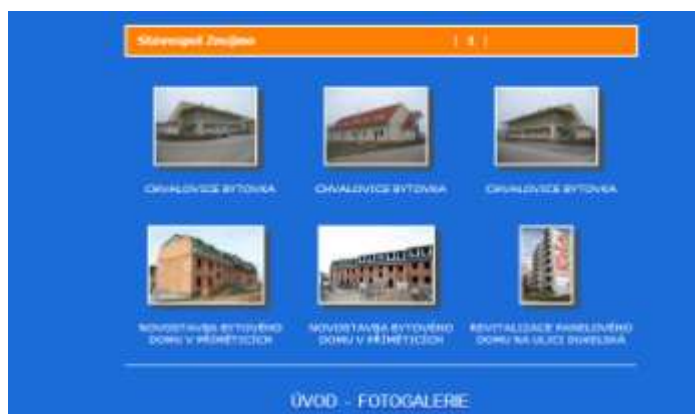 Stavospol Znojmo | 1 |
CHVALOVICE BYTOVKA
CHVALOVICE BYTOVKA
CHVALOVICE BYTOVKA
NOVOSTAVBA BYTOVÉHO
DOMU V PŘÍMĚTICÍCH
NOVOSTAVBA BYTOVÉHO
DOMU V PŘÍMĚTICÍCH
REVITALIZACE PANELOVÉHO
DOMU NA ULICI DUKELSKÁ
ÚVOD - FOTOGALERIE